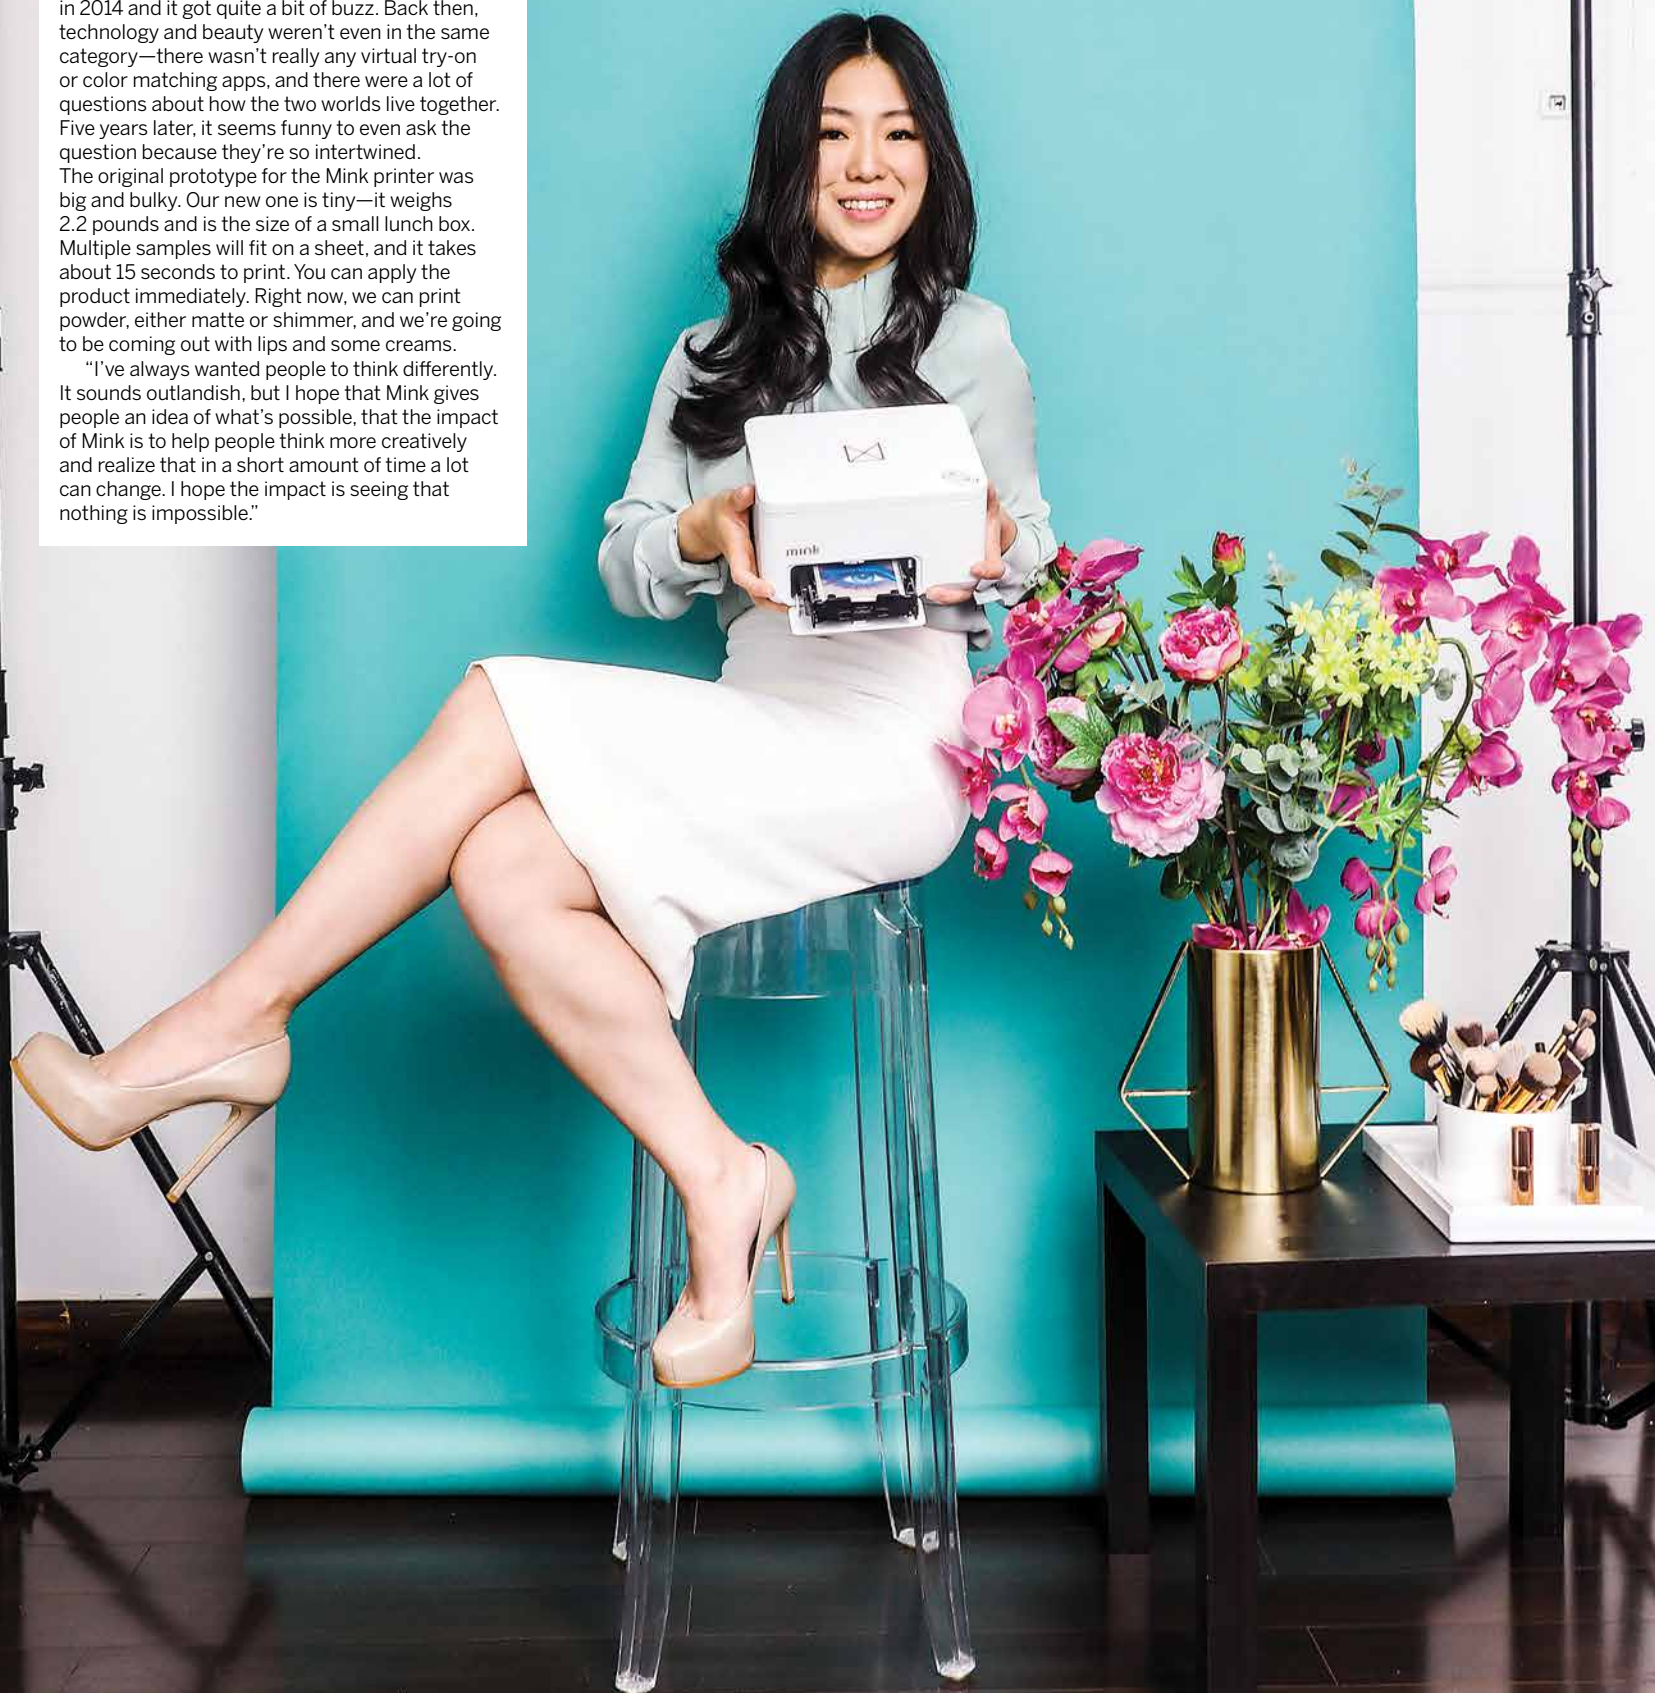 in 2014 and it got quite a bit of buzz. Back then,
technology and beauty weren't even in the same
category—there wasn't really any virtual try-on
or color matching apps, and there were a lot of
questions about how the two worlds live together.
Five years later, it seems funny to even ask the
question because they're so intertwined.
The original prototype for the Mink printer was
big and bulky. Our new one is tiny—it weighs
2.2 pounds and is the size of a small lunch box.
Multiple samples will fit on a sheet, and it takes
about 15 seconds to print. You can apply the
product immediately. Right now, we can print
powder, either matte or shimmer, and we're going
to be coming out with lips and some creams.
“I've always wanted people to think differently.
It sounds outlandish, but I hope that Mink gives
people an idea of what's possible, that the impact
of Mink is to help people think more creatively
and realize that in a short amount of time a lot
can change. I hope the impact is seeing that
nothing is impossible.”
mink